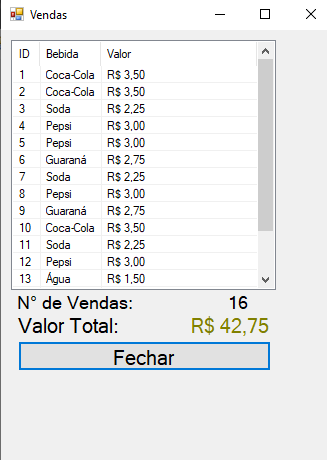 Vendas
ID Bebida Valor
1 Coca-Cola R$ 3,50
2 Coca-Cola R$ 3,50
3 Soda R$ 2,25
4 Pepsi R$ 3,00
5 Pepsi R$ 3,00
6 Guaraná R$ 2,75
7 Soda R$ 2,25
8 Pepsi R$ 3,00
9 Guaraná R$ 2,75
10 Coca-Cola R$ 3,50
11 Soda R$ 2,25
12 Pepsi R$ 3,00
13 Água R$ 1,50
N° de Vendas: 16
Valor Total: R$ 42,75
Fechar